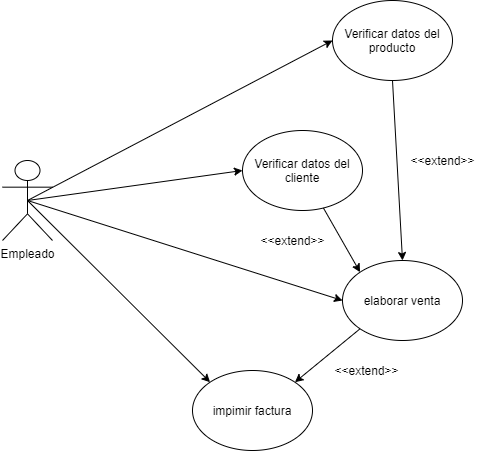 Verificar datos del
producto
<<extend>>
Verificar datos del
cliente
Empleado
<<extend>>
elaborar venta
<<extend>>
impimir factura